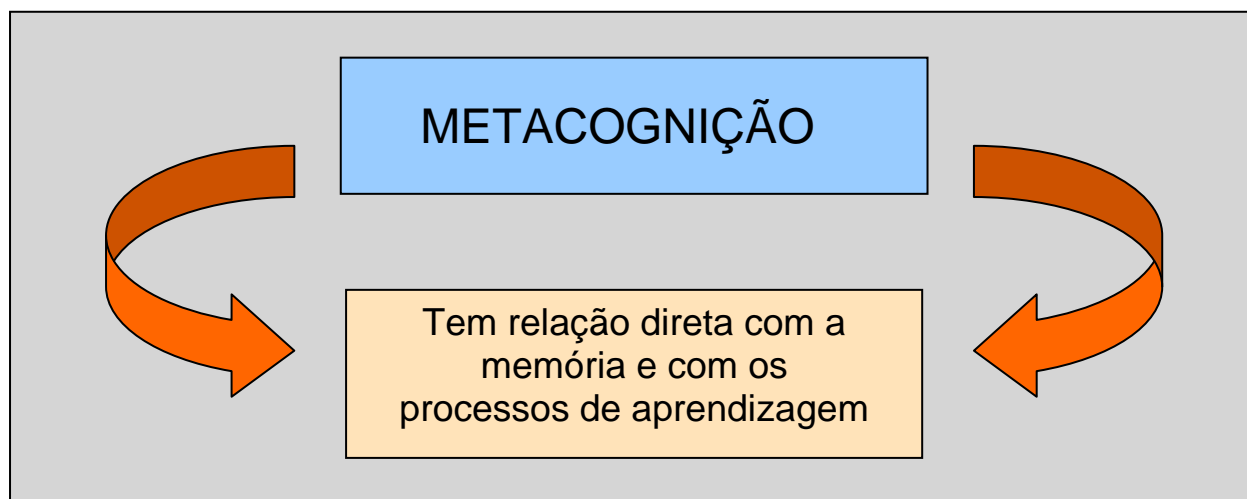 METACOGNIÇÃO
Tem relação direta com a
memória e com os
processos de aprendizagem